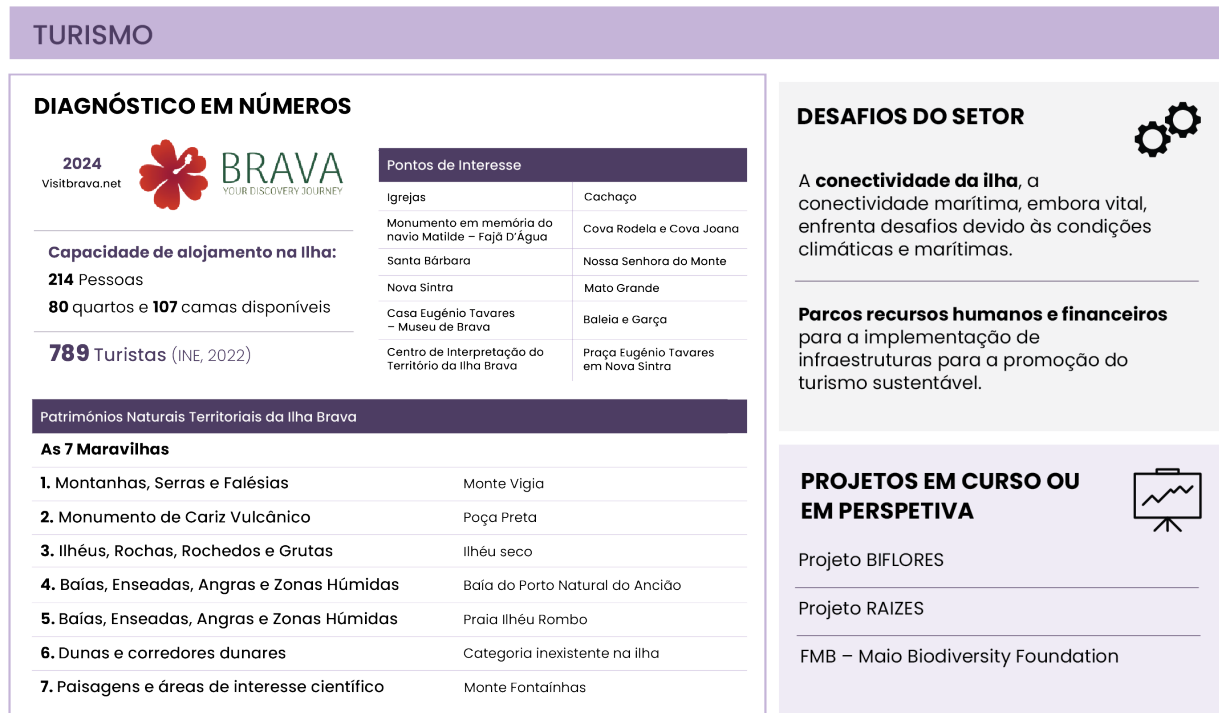 TURISMO
DIAGNÓSTICO EM NÚMEROS
2024
Visitbrava.net
BRAVA
YOUR DISCOVERY JOURNEY
Capacidade de alojamento na Ilha:
214 Pessoas
80 quartos e 107 camas disponíveis
789 Turistas (INE, 2022)
Pontos de Interesse
Igrejas
Cachaço
Monumento em memória do
navio Matilde – Fajã D’Água
Cova Rodela e Cova Joana
Santa Bárbara
Nossa Senhora do Monte
Nova Sintra
Mato Grande
Casa Eugénio Tavares
– Museu de Brava
Baleia e Garça
Centro de Interpretação do
Território da Ilha Brava
Praça Eugénio Tavares
em Nova Sintra
Patrimónios Naturais Territoriais da Ilha Brava
As 7 Maravilhas
1. Montanhas, Serras e Falésias Monte Vigia
2. Monumento de Cariz Vulcânico Poça Preta
3. Ilhéus, Rochas, Rochedos e Grutas Ilhéu seco
4. Baías, Enseadas, Angras e Zonas Húmidas Baía do Porto Natural do Ancião
5. Baías, Enseadas, Angras e Zonas Húmidas Praia Ilhéu Rombo
6. Dunas e corredores dunares Categoria inexistente na ilha
7. Paisagens e áreas de interesse científico Monte Fontaínhas
DESAFIOS DO SETOR
A conectividade da ilha, a
conectividade marítima, embora vital,
enfrenta desafios devido às condições
climáticas e marítimas.
Parcos recursos humanos e financeiros
para a implementação de
infraestruturas para a promoção do
turismo sustentável.
PROJETOS EM CURSO OU
EM PERSPETIVA
Projeto BIFLORES
Projeto RAIZES
FMB – Maio Biodiversity Foundation